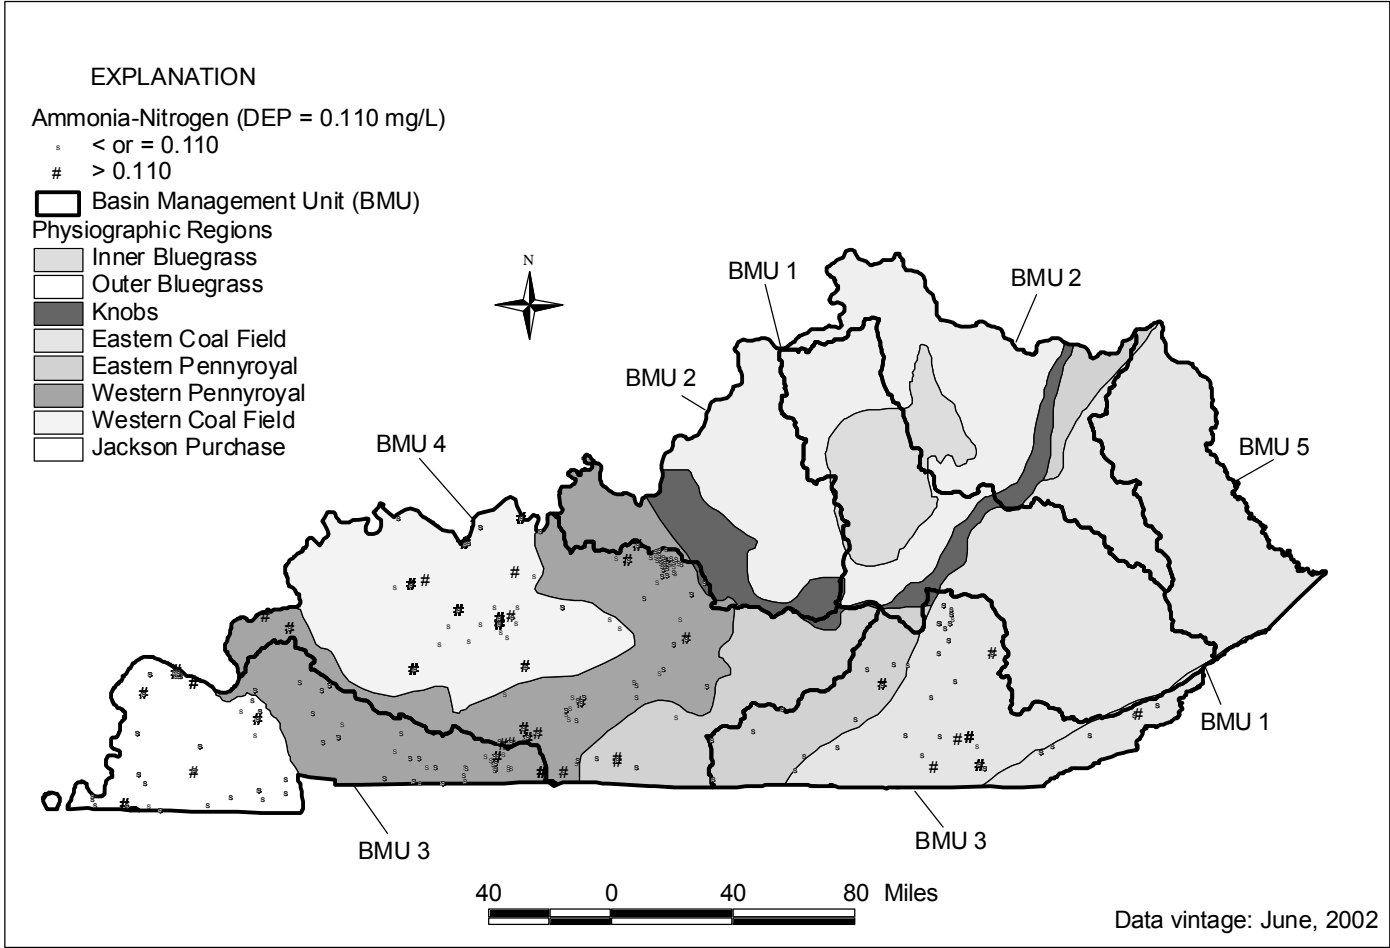 EXPLANATION
Ammonia-Nitrogen (DEP = 0.110 mg/L)
s < or = 0.110
# > 0.110
Basin Management Unit (BMU)
Physiographic Regions
Inner Bluegrass
Outer Bluegrass
Knobs
Eastern Coal Field
Eastern Pennyroyal
Western Pennyroyal
Western Coal Field
Jackson Purchase
N
BMU 1
BMU 2
BMU 2
BMU 4
BMU 5
BMU 1
BMU 3
BMU 3
40 0 40 80 Miles
Data vintage: June, 2002